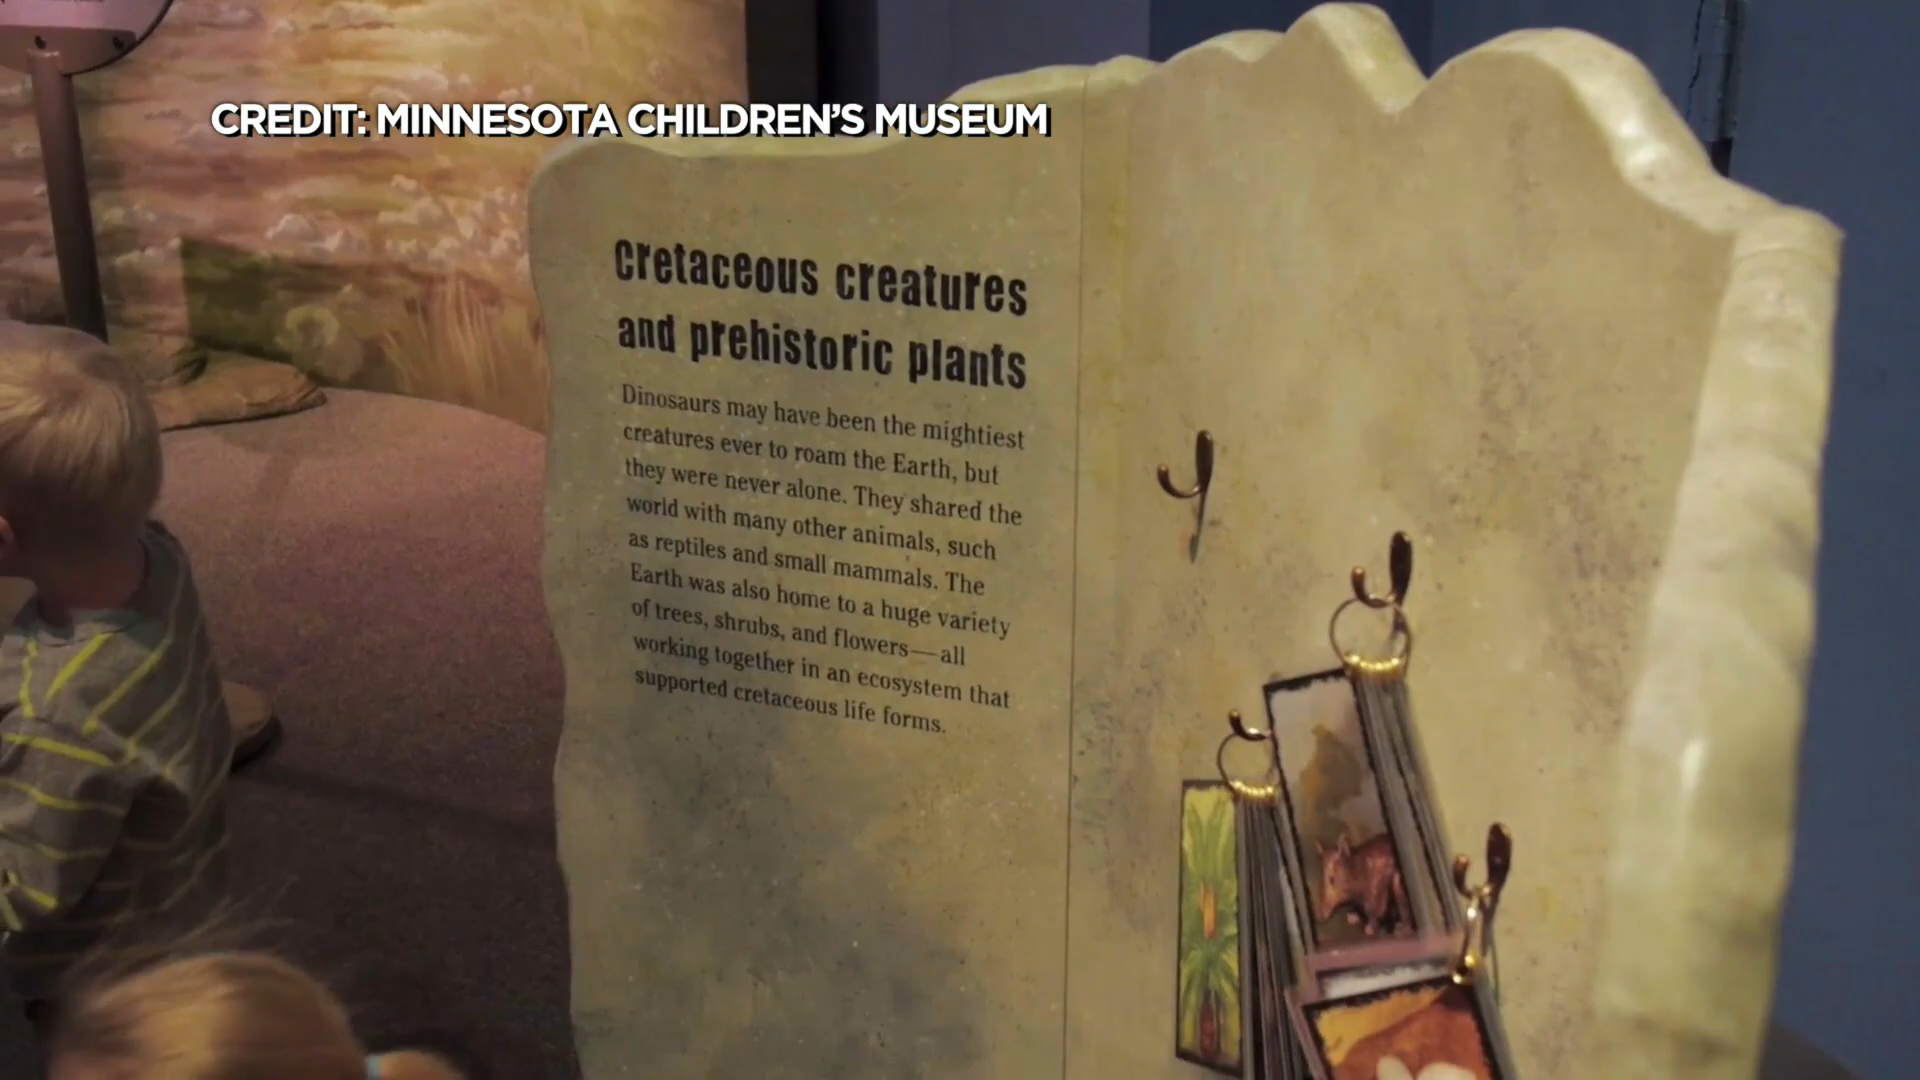 CREDIT: MINNESOTA CHILDREN'S MUSEUM
cretaceous creatures
and prehistoric plants
Dinosaurs may have been the mightiest
creatures ever to roam the Earth, but
they were never alone. They shared the
world with many other animals, such
as reptiles and small mammals. The
Earth was also home to a huge variety
of trees, shrubs, and flowers—all
working together in an ecosystem that
supported cretaceous life forms.